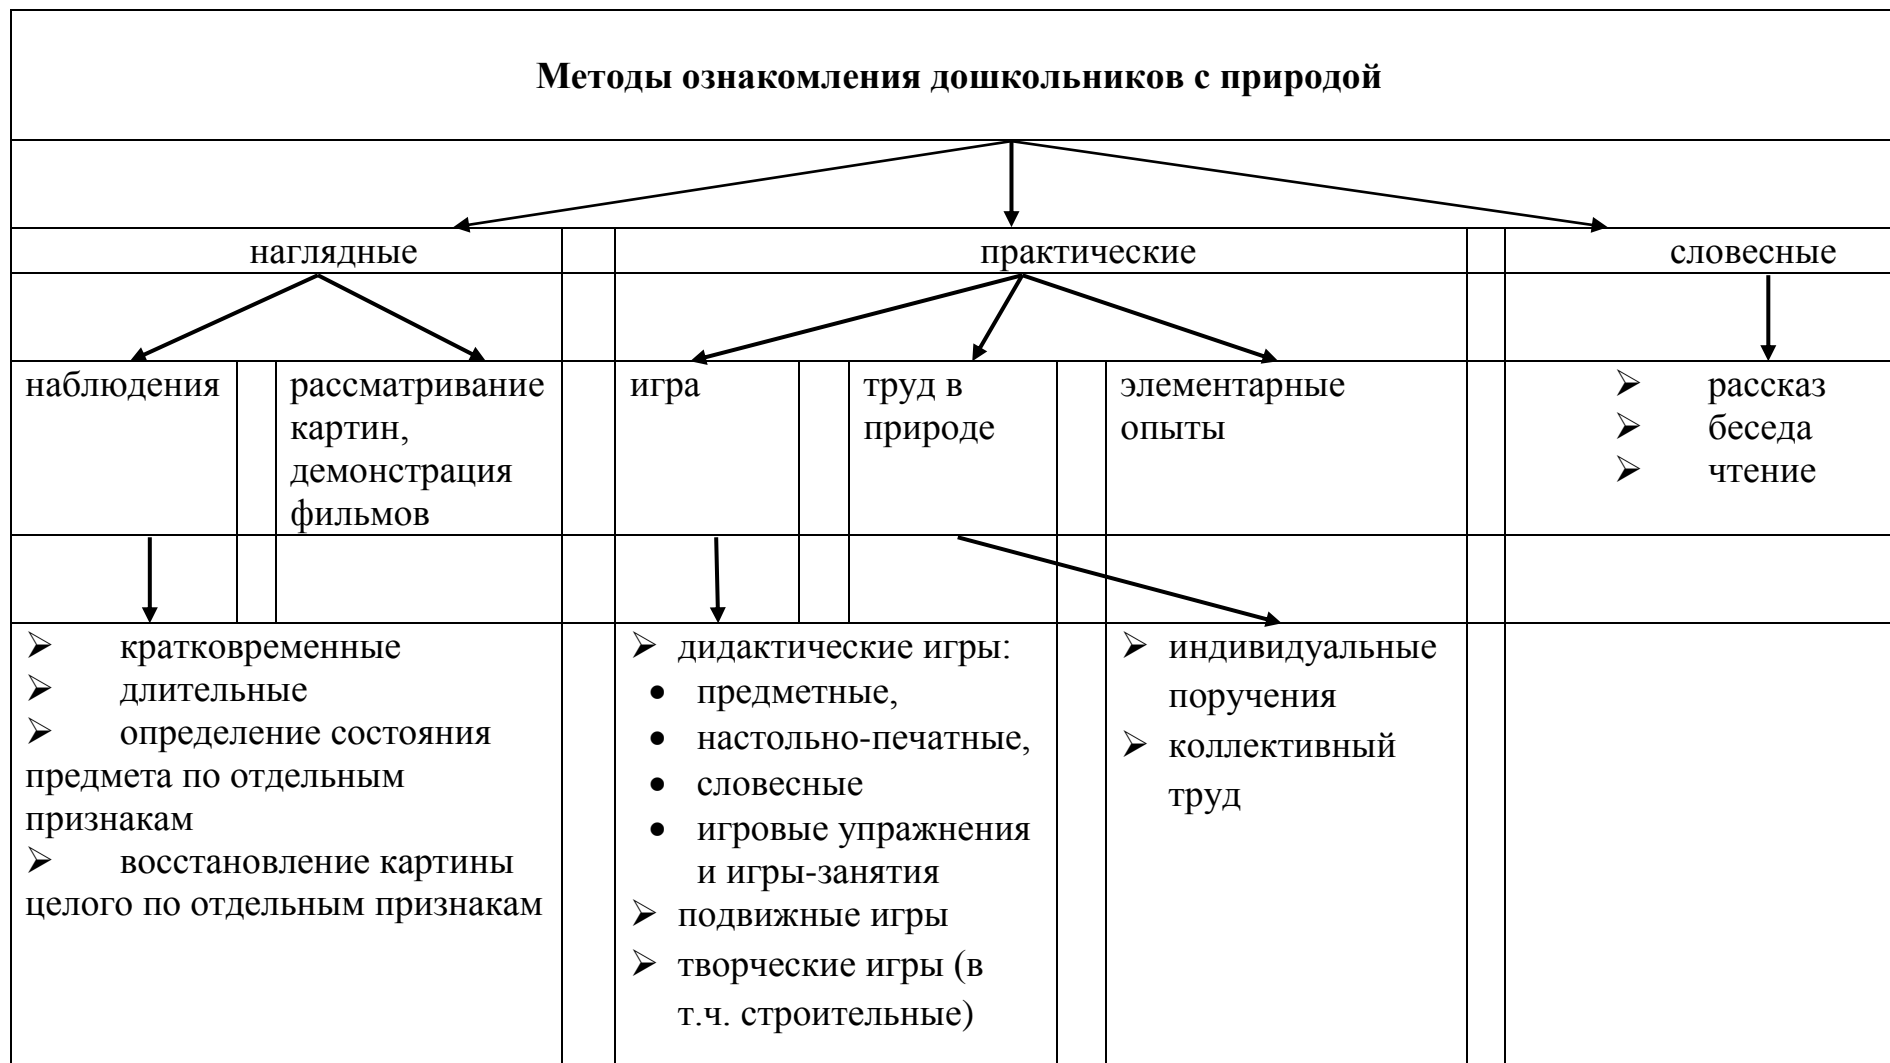 Методы ознакомления дошкольников с природой
наглядные
практические
словесные
наблюдения
рассматривание
картин,
демонстрация
фильмов
игра
труд в
природе
элементарные
опыты
➢ рассказ
➢ беседа
➢ чтение
➢ кратковременные
➢ длительные
➢ определение состояния
предмета по отдельным
признакам
➢ восстановление картины
целого по отдельным признакам
➢ дидактические игры:
• предметные,
• настольно-печатные,
• словесные
• игровые упражнения
и игры-занятия
➢ подвижные игры
➢ творческие игры (в
т.ч. строительные)
➢ индивидуальные
поручения
➢ коллективный
труд